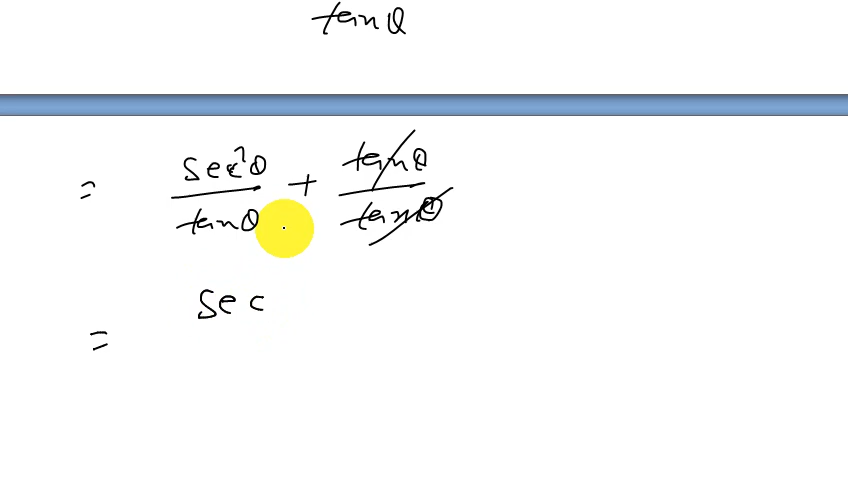 tanθ
= sec²θ/tanθ + tanθ/tanθ
= sec